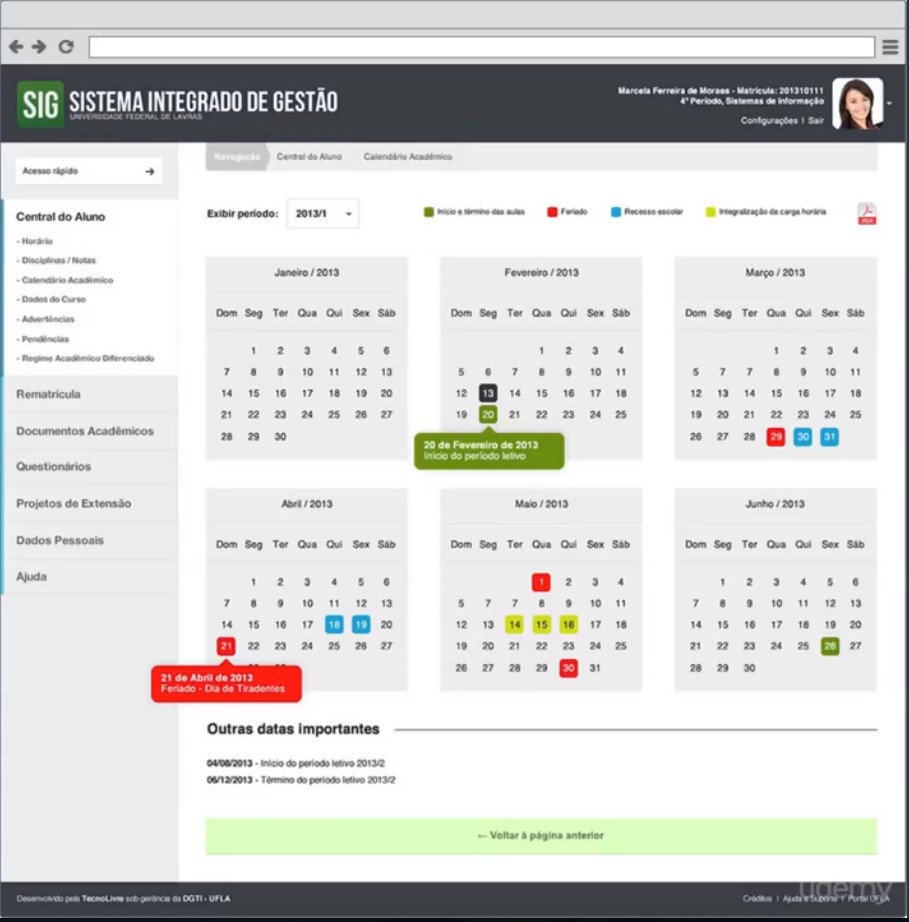 SIG SISTEMA INTEGRADO DE GESTÃO
UNIVERSIDADE FEDERAL DE LAVRAS
Marcela Ferreira de Moraes - Matrícula: 201310111
4º Período, Sistemas de Informação
Configurações | Sair
Acesso rápido →
Navegação Central do Aluno Calendário Acadêmico
Central do Aluno
- Horário
- Disciplinas / Notas
- Calendário Acadêmico
- Dados do Curso
- Advertências
- Pendências
- Regime Acadêmico Diferenciado
Rematrícula
Documentos Acadêmicos
Questionários
Projetos de Extensão
Dados Pessoais
Ajuda
Exibir período: 2013/1
Início e término das aulas Feriado Recesso escolar Integralização da carga horária
PDF
Janeiro / 2013
Dom Seg Ter Qua Qui Sex Sáb
1 2 3 4 5 6
7 8 9 10 11 12 13
14 15 16 17 18 19 20
21 22 23 24 25 26 27
28 29 30
Fevereiro / 2013
Dom Seg Ter Qua Qui Sex Sáb
1 2 3 4
5 6 7 8 9 10 11
12 13 14 15 16 17 18
19 20 21 22 23 24 25
20 de Fevereiro de 2013
Início do período letivo
Março / 2013
Dom Seg Ter Qua Qui Sex Sáb
1 2 3 4
5 7 7 8 9 10 11
12 13 14 15 16 17 18
19 20 21 22 23 24 25
26 27 28 29 30 31
Abril / 2013
Dom Seg Ter Qua Qui Sex Sáb
1 2 3 4 5 6
7 8 9 10 11 12 13
14 15 16 17 18 19 20
21 22 23 24 25 26 27
21 de Abril de 2013
Feriado - Dia de Tiradentes
Maio / 2013
Dom Seg Ter Qua Qui Sex Sáb
1 2 3 4
5 7 7 8 9 10 11
12 13 14 15 16 17 18
19 20 21 22 23 24 25
26 27 28 29 30 31
Junho / 2013
Dom Seg Ter Qua Qui Sex Sáb
1 2 3 4 5 6
7 8 9 10 11 12 13
14 15 16 17 18 19 20
21 22 23 24 25 26 27
28 29 30
Outras datas importantes
04/08/2013 - Início do período letivo 2013/2
06/12/2013 - Término do período letivo 2013/2
← Voltar à página anterior
Desenvolvido pela TecnoLivre sob gerência da DGTI - UFLA
Créditos | Ajuda e Suporte | Portal UFLA
udemy